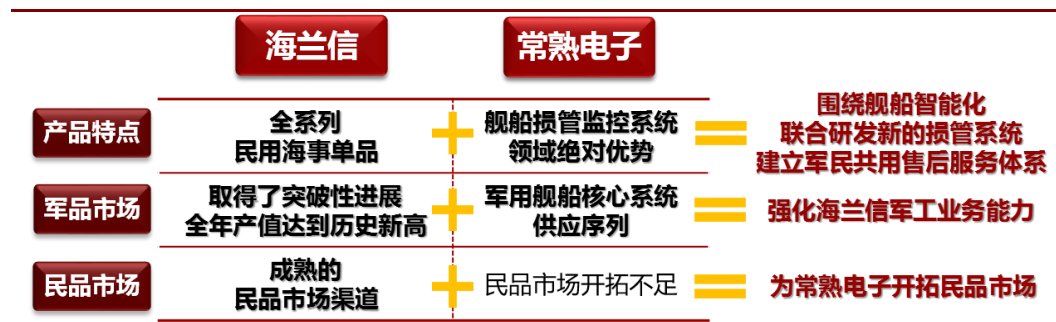 海兰信
常熟电子
产品特点
全系列
民用海事单品
舰船损管监控系统
领域绝对优势
围绕舰船智能化
联合研发新的损管系统
建立军民共用售后服务体系
军品市场
取得了突破性进展
全年产值达到历史新高
军用舰船核心系统
供应序列
强化海兰信军工业务能力
民品市场
成熟的
民品市场渠道
民品市场开拓不足
为常熟电子开拓民品市场